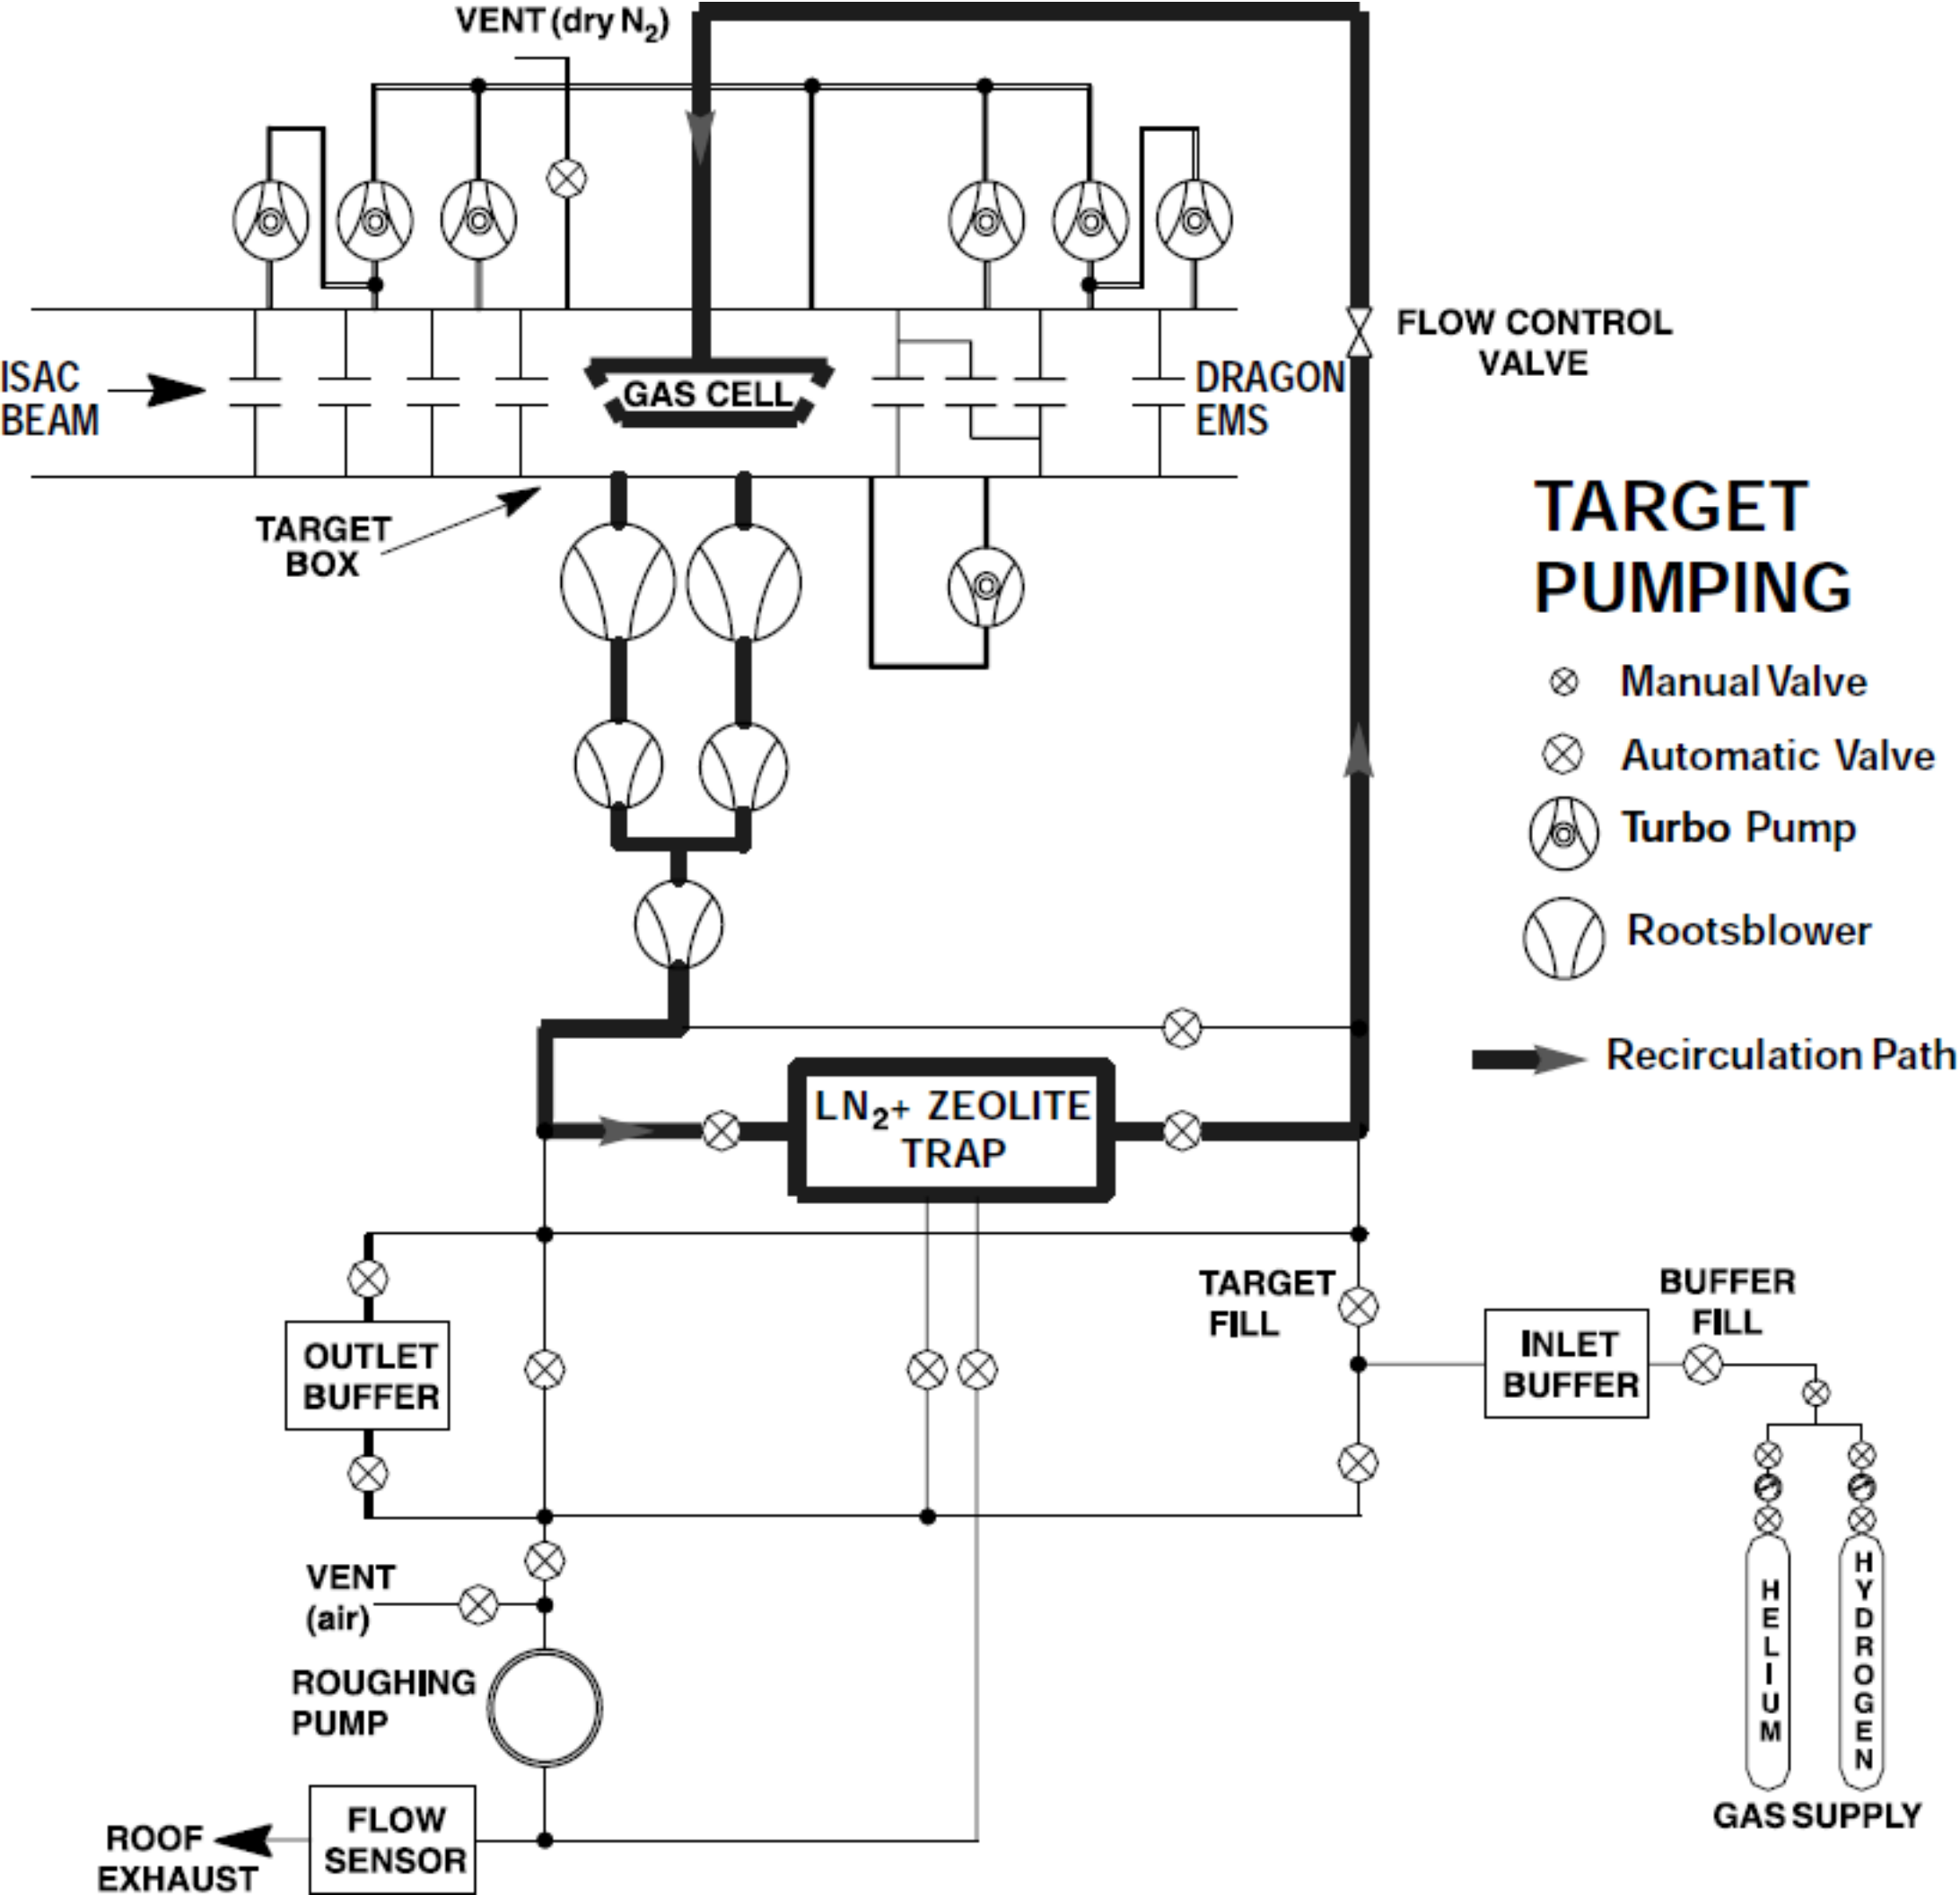 VENT (dry N2)
FLOW CONTROL
VALVE
ISAC
BEAM
GAS CELL
DRAGON
EMS
TARGET
BOX
TARGET
PUMPING
Manual Valve
Automatic Valve
Turbo Pump
Rootsblower
Recirculation Path
LN2+ ZEOLITE
TRAP
TARGET
FILL
BUFFER
FILL
OUTLET
BUFFER
INLET
BUFFER
VENT
(air)
HELIUM
HYDROGEN
ROUGHING
PUMP
GAS SUPPLY
FLOW
SENSOR
ROOF
EXHAUST